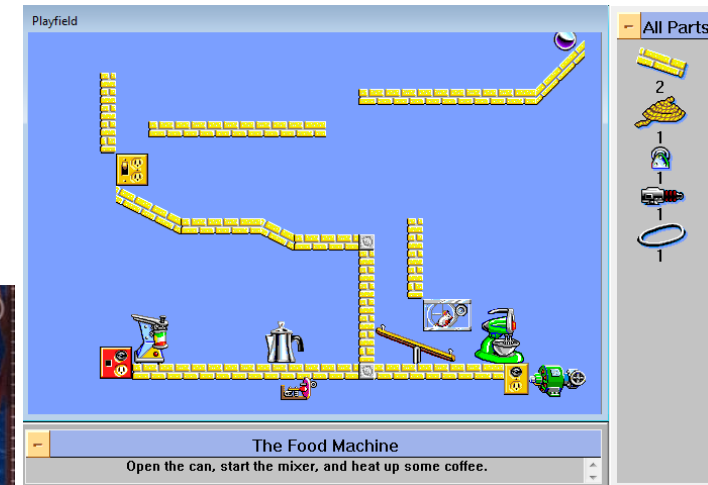 Playfield
All Parts
2
1
1
1
1
The Food Machine
Open the can, start the mixer, and heat up some coffee.